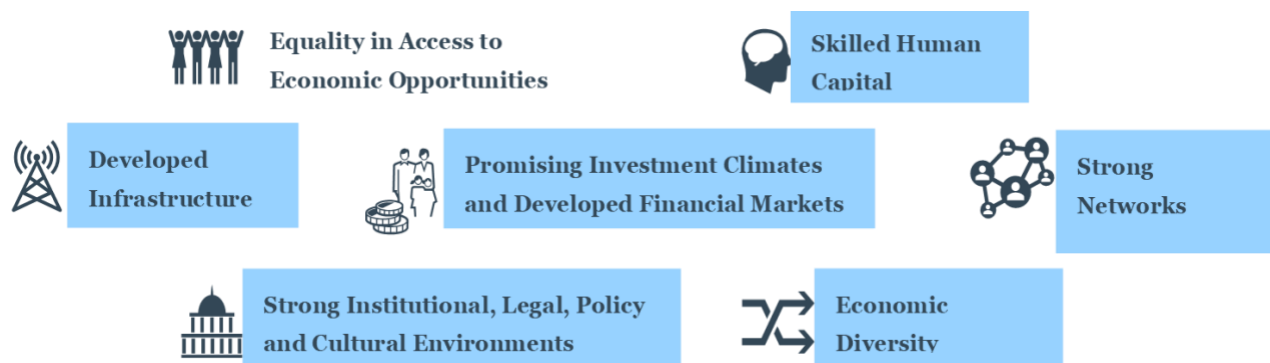 Equality in Access to
Economic Opportunities
Skilled Human
Capital
Developed
Infrastructure
Promising Investment Climates
and Developed Financial Markets
Strong
Networks
Strong Institutional, Legal, Policy
and Cultural Environments
Economic
Diversity